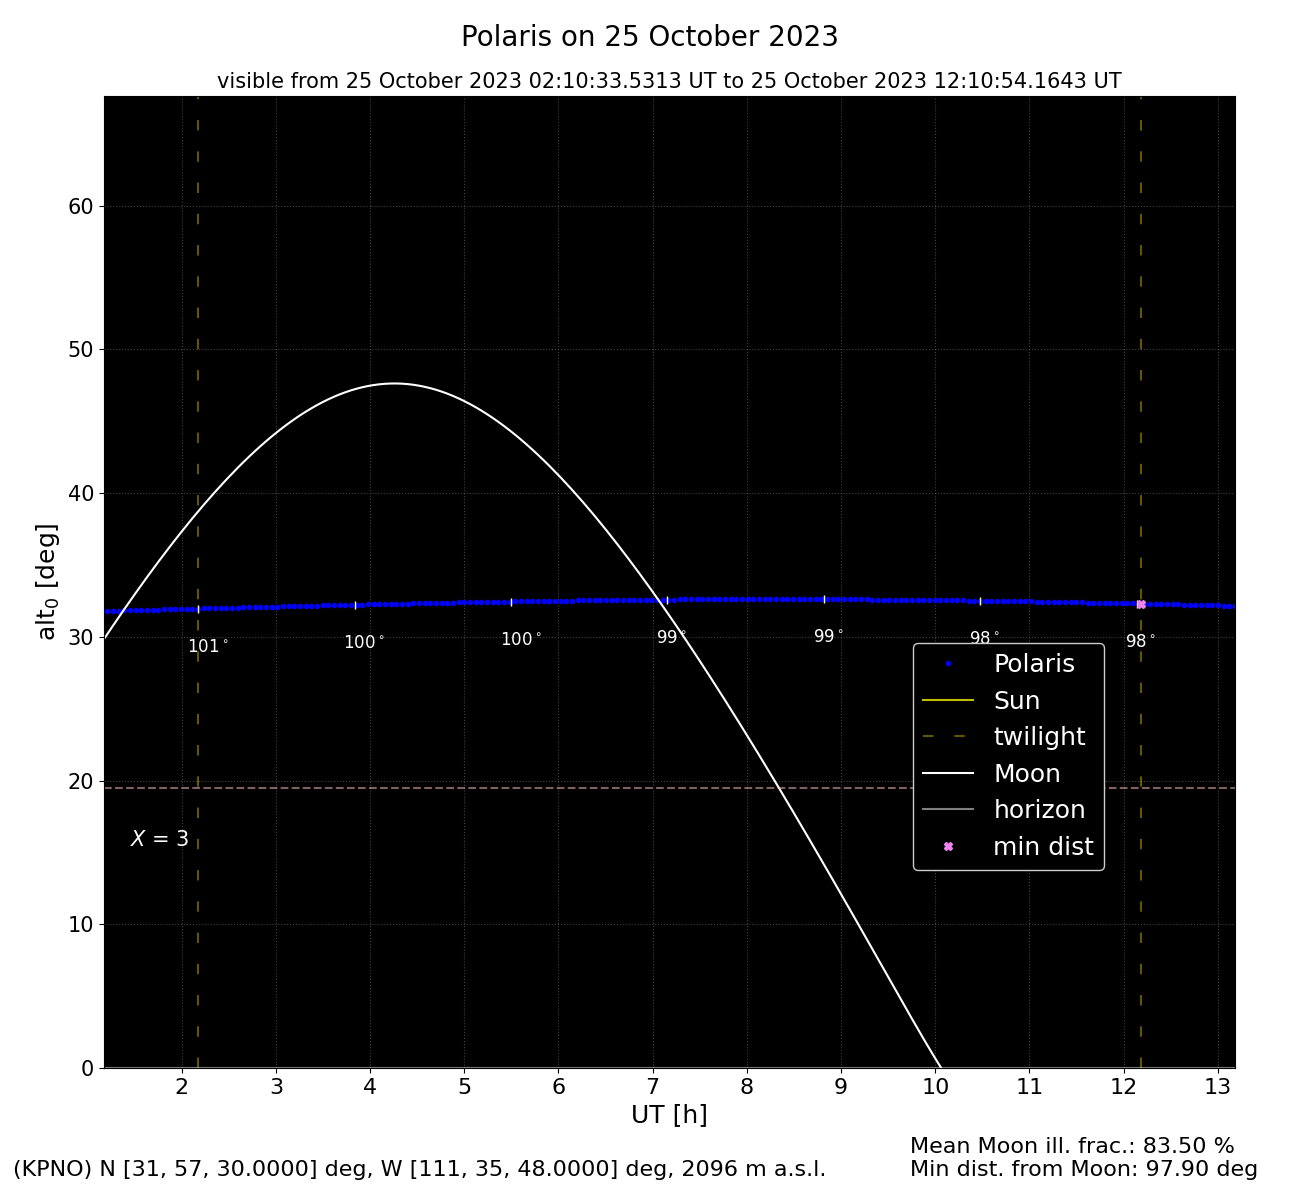 Polaris on 25 October 2023
visible from 25 October 2023 02:10:33.5313 UT to 25 October 2023 12:10:54.1643 UT
60
50
40
30
20
10
0
alt₀ [deg]
101°
100°
100°
99°
99°
98°
98°
X = 3
Polaris
Sun
twilight
Moon
horizon
min dist
2 3 4 5 6 7 8 9 10 11 12 13
UT [h]
Mean Moon ill. frac.: 83.50 %
(KPNO) N [31, 57, 30.0000] deg, W [111, 35, 48.0000] deg, 2096 m a.s.l.
Min dist. from Moon: 97.90 deg